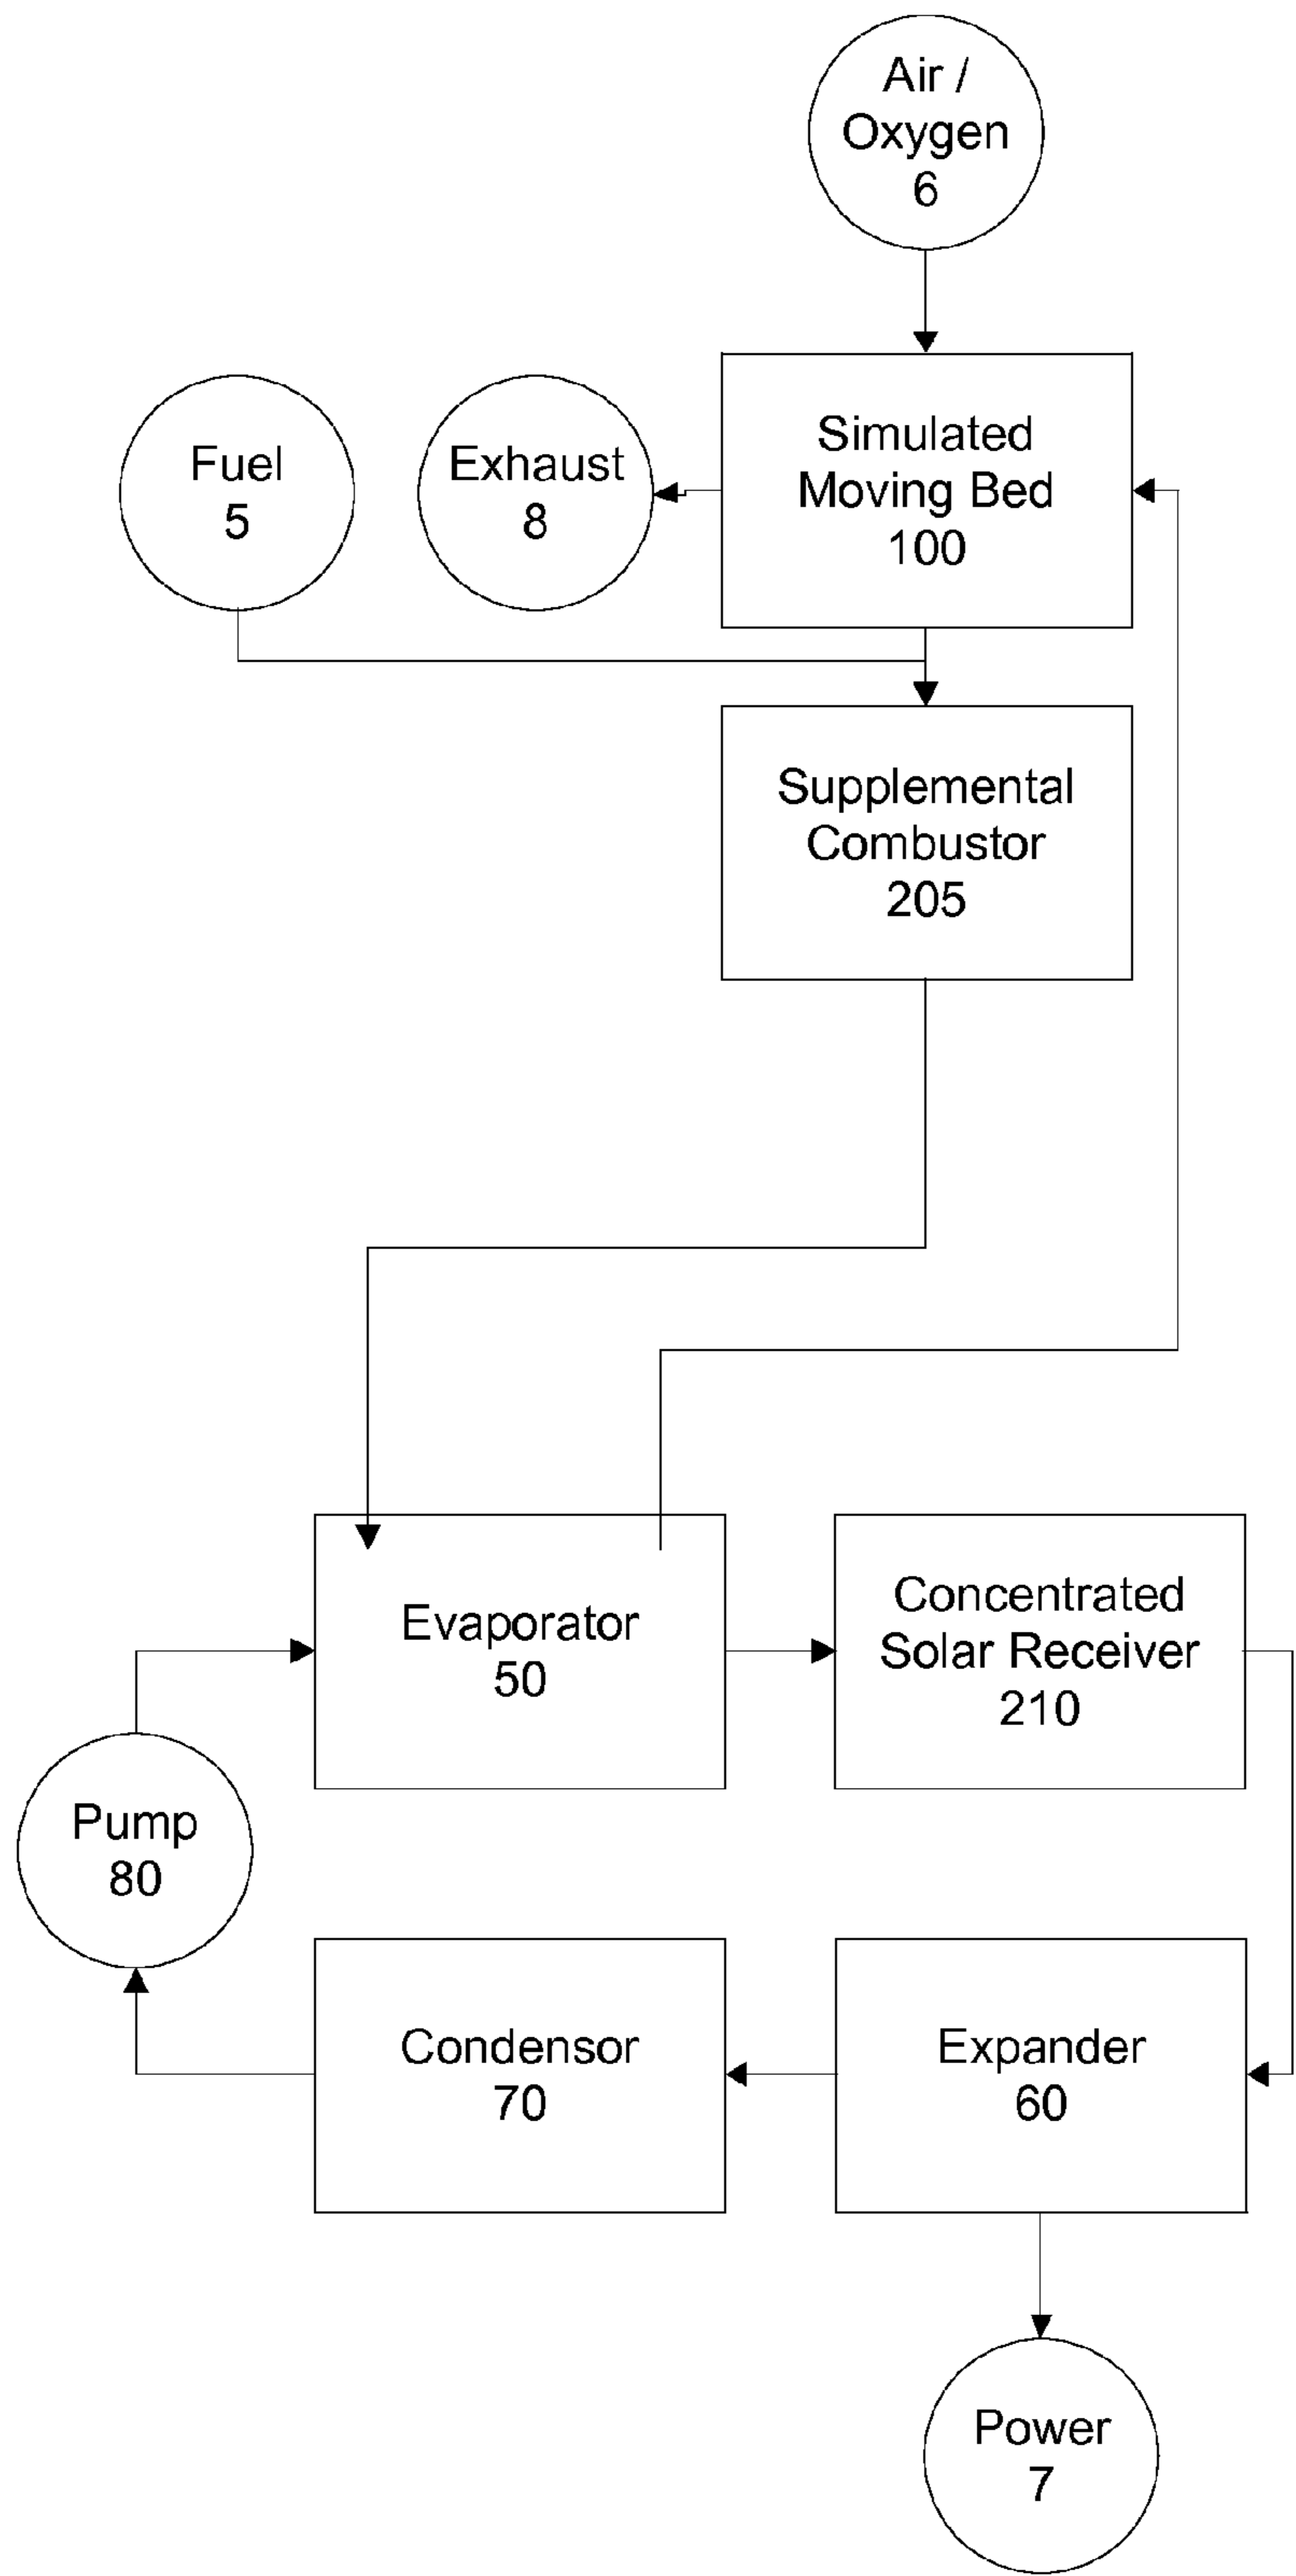 Air /
Oxygen
6
Fuel
5
Exhaust
8
Simulated
Moving Bed
100
Supplemental
Combustor
205
Evaporator
50
Concentrated
Solar Receiver
210
Pump
80
Condensor
70
Expander
60
Power
7